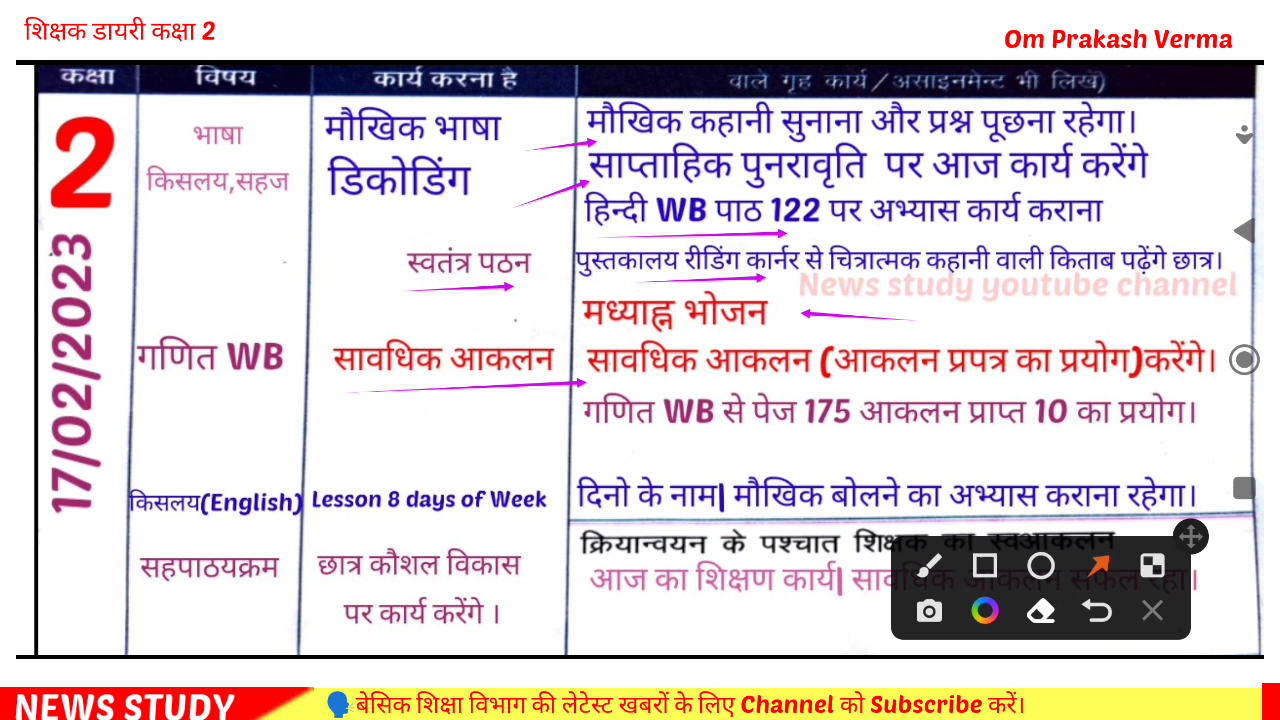 शिक्षक डायरी कक्षा 2
Om Prakash Verma
कक्षा विषय कार्य करना है वाले गृह कार्य / असाइनमेन्ट भी लिखें)
2
17/02/2023
भाषा
किसलय,सहज
मौखिक भाषा
डिकोडिंग
मौखिक कहानी सुनाना और प्रश्न पूछना रहेगा।
साप्ताहिक पुनरावृति पर आज कार्य करेंगे
हिन्दी WB पाठ 122 पर अभ्यास कार्य कराना
स्वतंत्र पठन
पुस्तकालय रीडिंग कार्नर से चित्रात्मक कहानी वाली किताब पढ़ेंगे छात्र।
News study youtube channel
मध्याह्न भोजन
गणित WB
सावधिक आकलन
सावधिक आकलन (आकलन प्रपत्र का प्रयोग)करेंगे।
गणित WB से पेज 175 आकलन प्राप्त 10 का प्रयोग।
किसलय(English)
Lesson 8 days of Week
दिनो के नाम| मौखिक बोलने का अभ्यास कराना रहेगा।
सहपाठयक्रम
छात्र कौशल विकास
पर कार्य करेंगे ।
क्रियान्वयन के पश्चात शिक्षक का स्वआकलन
आज का शिक्षण कार्य| सावधिक आकलन सफल रहा।
NEWS STUDY
बेसिक शिक्षा विभाग की लेटेस्ट खबरों के लिए Channel को Subscribe करें।